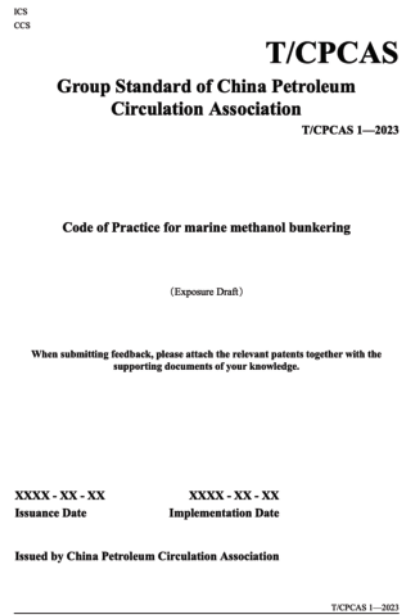 ICS
CCS
T/CPCAS
Group Standard of China Petroleum
Circulation Association
T/CPCAS 1—2023
Code of Practice for marine methanol bunkering
(Exposure Draft)
When submitting feedback, please attach the relevant patents together with the
supporting documents of your knowledge.
XXXX - XX - XX XXXX - XX - XX
Issuance Date Implementation Date
Issued by China Petroleum Circulation Association
T/CPCAS 1—2023